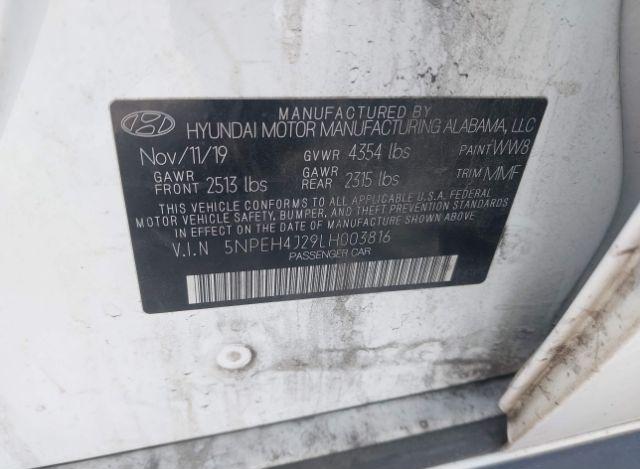 MANUFACTURED BY
HYUNDAI MOTOR MANUFACTURING ALABAMA, LLC
Nov/11/19 GVWR 4354 lbs PAINT WW8
GAWR FRONT 2513 lbs GAWR REAR 2315 lbs TRIM MMF
THIS VEHICLE CONFORMS TO ALL APPLICABLE U.S.A. FEDERAL
MOTOR VEHICLE SAFETY, BUMPER, AND THEFT PREVENTION STANDARDS
IN EFFECT ON THE DATE OF MANUFACTURE SHOWN ABOVE.
V.I.N 5NPEH4J29LH003816
PASSENGER CAR